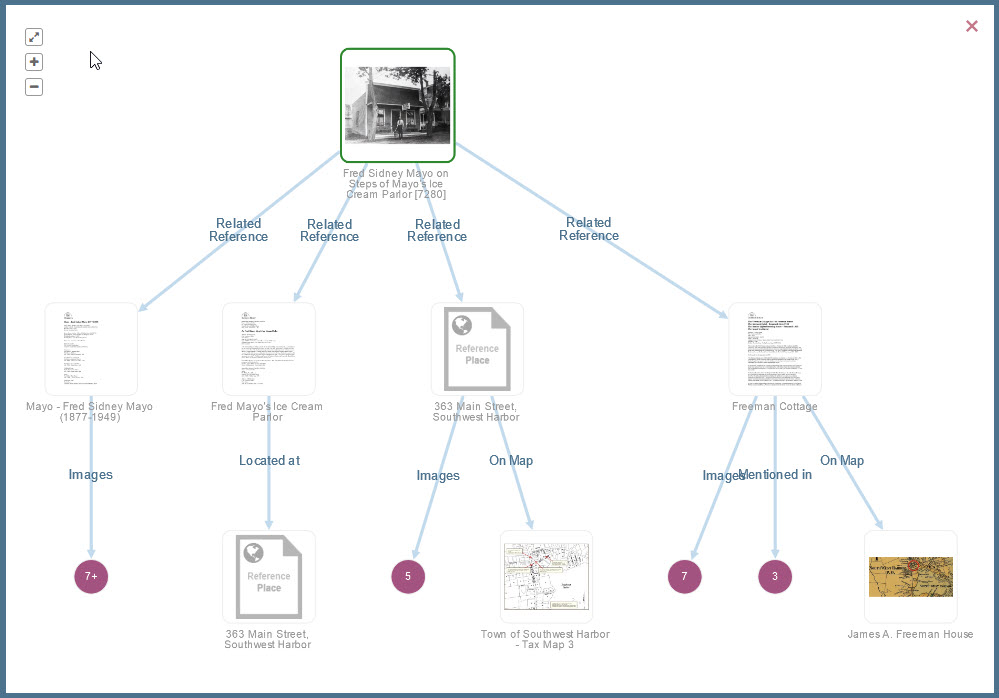 Fred Sidney Mayo on
Steps of Mayo's Ice
Cream Parlor [7280]
Related
Reference
Related
Reference
Related
Reference
Related
Reference
Reference
Place
Mayo - Fred Sidney Mayo
(1877-1949)
Fred Mayo's Ice Cream
Parlor
363 Main Street,
Southwest Harbor
Freeman Cottage
Images
Located at
Images
On Map
Images
Mentioned in
On Map
7+
Reference
Place
5
7
3
363 Main Street,
Southwest Harbor
Town of Southwest Harbor
- Tax Map 3
James A. Freeman House